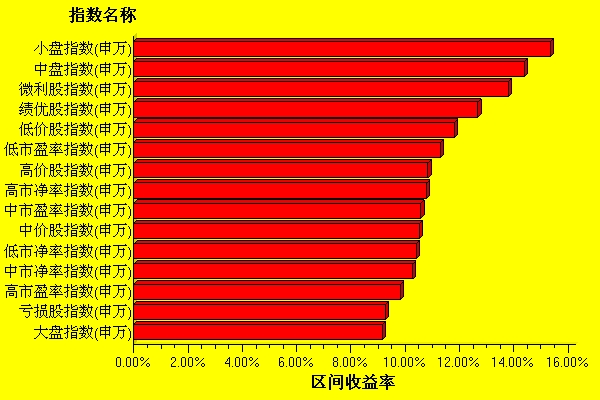 指数名称
小盘指数(申万)
中盘指数(申万)
微利股指数(申万)
绩优股指数(申万)
低价股指数(申万)
低市盈率指数(申万)
高价股指数(申万)
高市净率指数(申万)
中市盈率指数(申万)
中价股指数(申万)
低市净率指数(申万)
中市净率指数(申万)
高市盈率指数(申万)
亏损股指数(申万)
大盘指数(申万)
0.00% 2.00% 4.00% 6.00% 8.00% 10.00% 12.00% 14.00% 16.00%
区间收益率